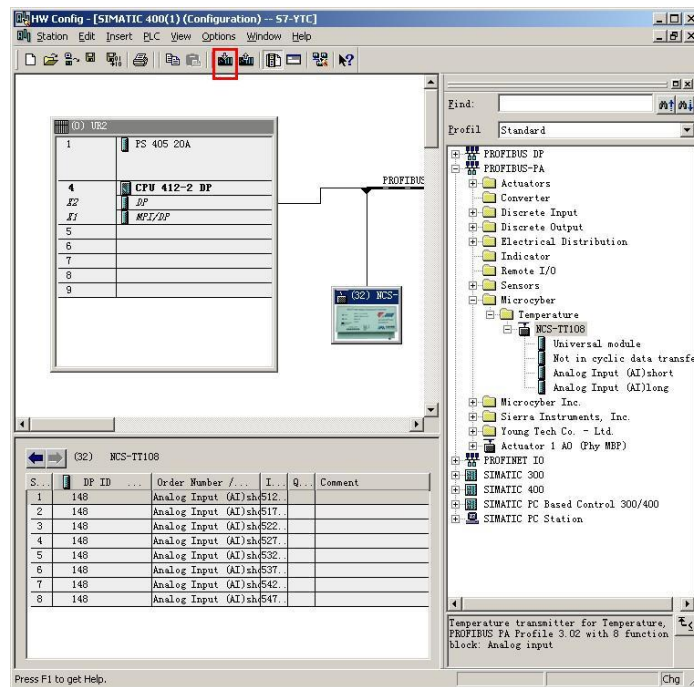 HW Config - [SIMATIC 400(1) (Configuration) -- S7-YTC]
Station Edit Insert PLC View Options Window Help
(0) UR2
1 PS 405 20A
4 CPU 412-2 DP
X2 DP
X1 MPI/DP
5
6
7
8
9
PROFIBUS
(32) NCS-
Find:
Profil Standard
PROFIBUS DP
PROFIBUS-PA
Actuators
Converter
Discrete Input
Discrete Output
Electrical Distribution
Indicator
Remote I/O
Sensors
Microcyber
Temperature
NCS-TT108
Universal module
Not in cyclic data transfe
Analog Input (AI)short
Analog Input (AI)long
Microcyber Inc.
Sierra Instruments, Inc.
Young Tech Co. - Ltd.
Actuator 1 AO (Phy MBP)
PROFINET IO
SIMATIC 300
SIMATIC 400
SIMATIC PC Based Control 300/400
SIMATIC PC Station
(32) NCS-TT108
S... DP ID ... Order Number /... I... Q... Comment
1 148 Analog Input (AI)sho 512...
2 148 Analog Input (AI)sho 517...
3 148 Analog Input (AI)sho 522...
4 148 Analog Input (AI)sho 527...
5 148 Analog Input (AI)sho 532...
6 148 Analog Input (AI)sho 537...
7 148 Analog Input (AI)sho 542...
8 148 Analog Input (AI)sho 547...
Temperature transmitter for Temperature,
PROFIBUS PA Profile 3.02 with 8 function
block: Analog input
Press F1 to get Help.
Chg